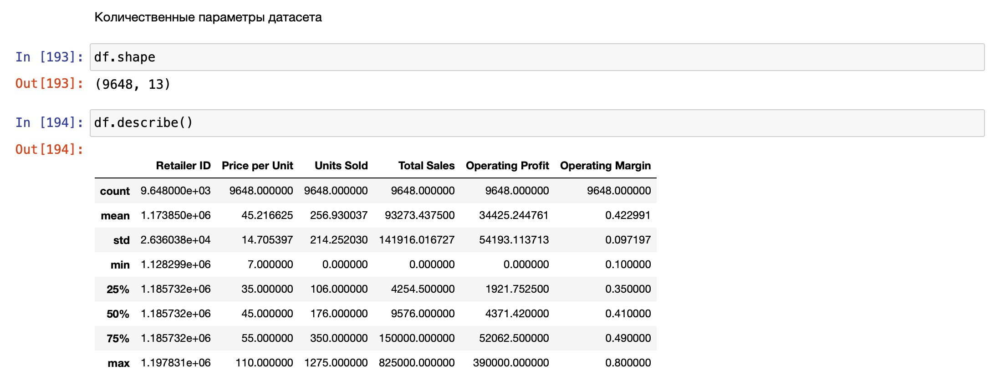 Количественные параметры датасета
In [193]: df.shape
Out[193]: (9648, 13)
In [194]: df.describe()
Out[194]:
Retailer ID Price per Unit Units Sold Total Sales Operating Profit Operating Margin
count 9.648000e+03 9648.000000 9648.000000 9648.000000 9648.000000 9648.000000
mean 1.173850e+06 45.216625 256.930037 93273.437500 34425.244761 0.422991
std 2.636038e+04 14.705397 214.252030 141916.016727 54193.113713 0.097197
min 1.128299e+06 7.000000 0.000000 0.000000 0.000000 0.100000
25% 1.185732e+06 35.000000 106.000000 4254.500000 1921.752500 0.350000
50% 1.185732e+06 45.000000 176.000000 9576.000000 4371.420000 0.410000
75% 1.185732e+06 55.000000 350.000000 150000.000000 52062.500000 0.490000
max 1.197831e+06 110.000000 1275.000000 825000.000000 390000.000000 0.800000